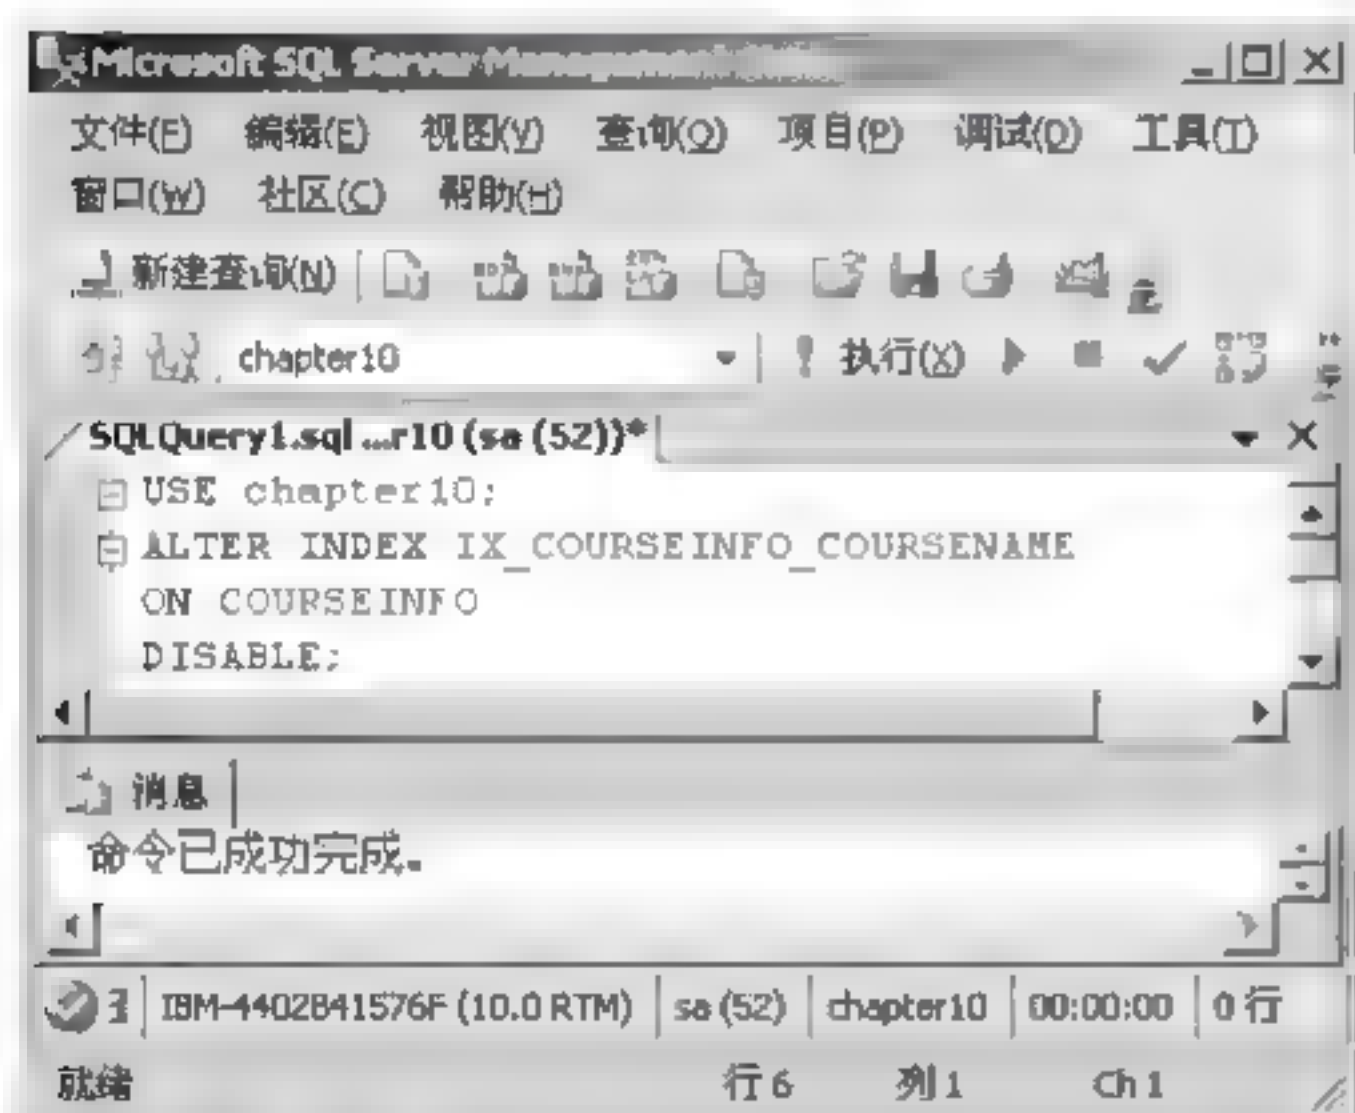 Microsoft SQL Server Management
文件(F) 编辑(E) 视图(V) 查询(Q) 项目(P) 调试(D) 工具(T)
窗口(W) 社区(C) 帮助(H)
新建查询(N)
chapter10 执行(X)
SQLQuery1.sql ...r10 (sa (52))*
USE chapter10;
ALTER INDEX IX_COURSEINFO_COURSENAME
ON COURSEINFO
DISABLE;
消息
命令已成功完成。
IBM-4402841576F (10.0 RTM) sa (52) chapter10 00:00:00 0 行
就绪 行 6 列 1 Ch 1